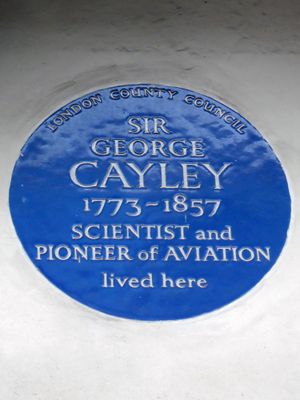 LONDON COUNTY COUNCIL
SIR
GEORGE
CAYLEY
1773~1857
SCIENTIST and
PIONEER of AVIATION
lived here